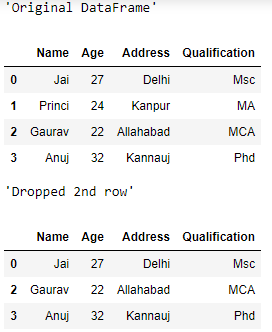 'Original DataFrame'
Name Age Address Qualification
0 Jai 27 Delhi Msc
1 Princi 24 Kanpur MA
2 Gaurav 22 Allahabad MCA
3 Anuj 32 Kannauj Phd
'Dropped 2nd row'
Name Age Address Qualification
0 Jai 27 Delhi Msc
2 Gaurav 22 Allahabad MCA
3 Anuj 32 Kannauj Phd